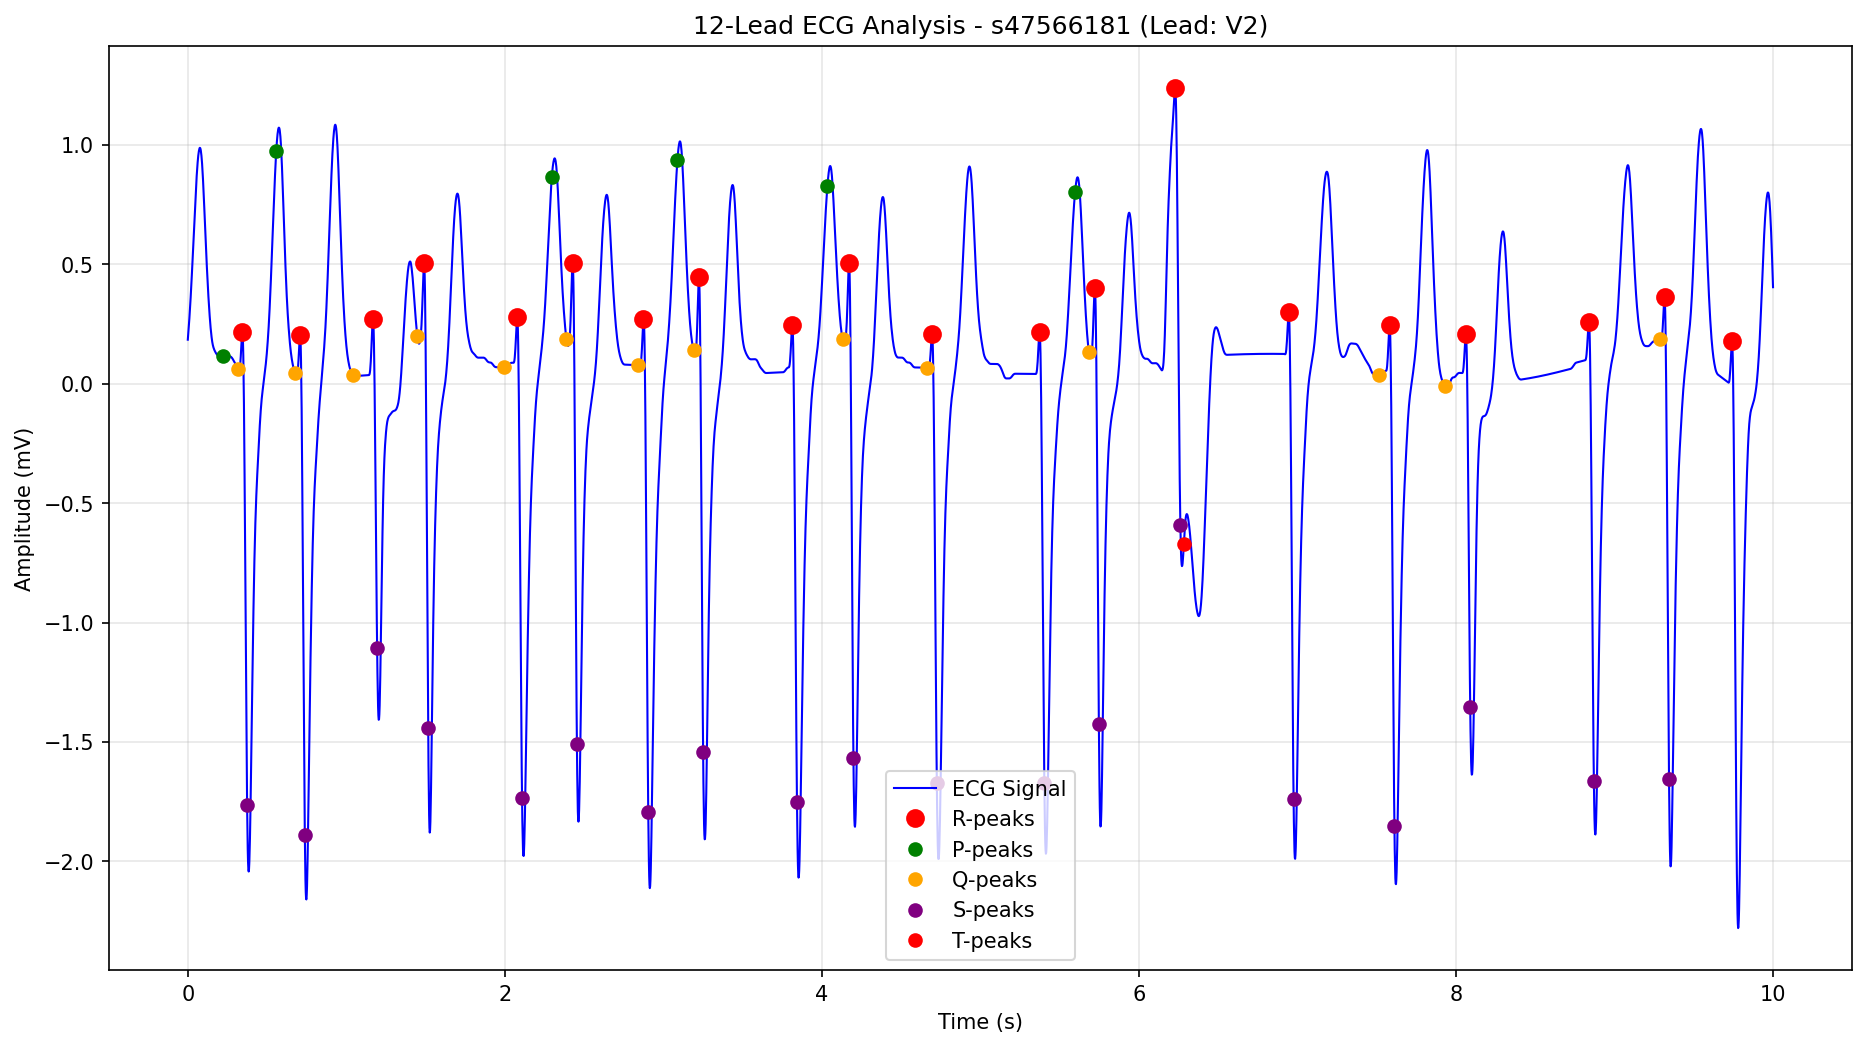 12-Lead ECG Analysis - s47566181 (Lead: V2)
Amplitude (mV)
1.0
0.5
0.0
−0.5
−1.0
−1.5
−2.0
ECG Signal
R-peaks
P-peaks
Q-peaks
S-peaks
T-peaks
0 2 4 6 8 10
Time (s)